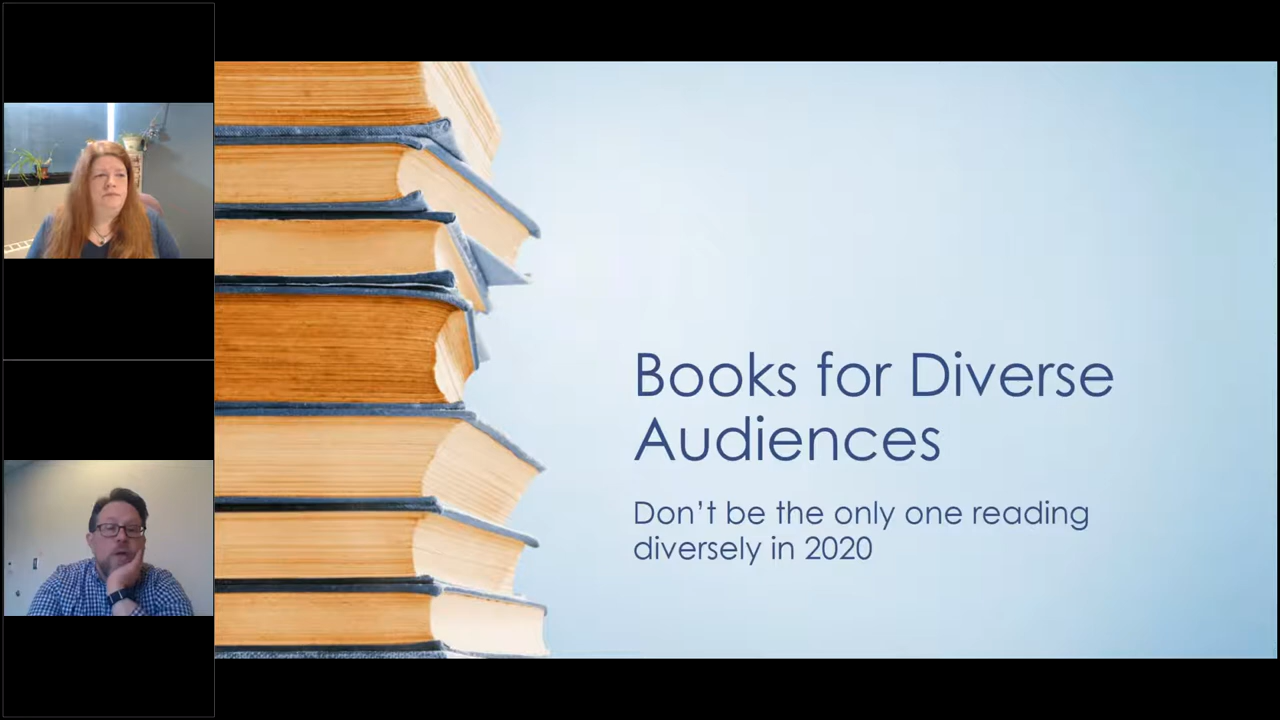 Books for Diverse
Audiences
Don’t be the only one reading
diversely in 2020